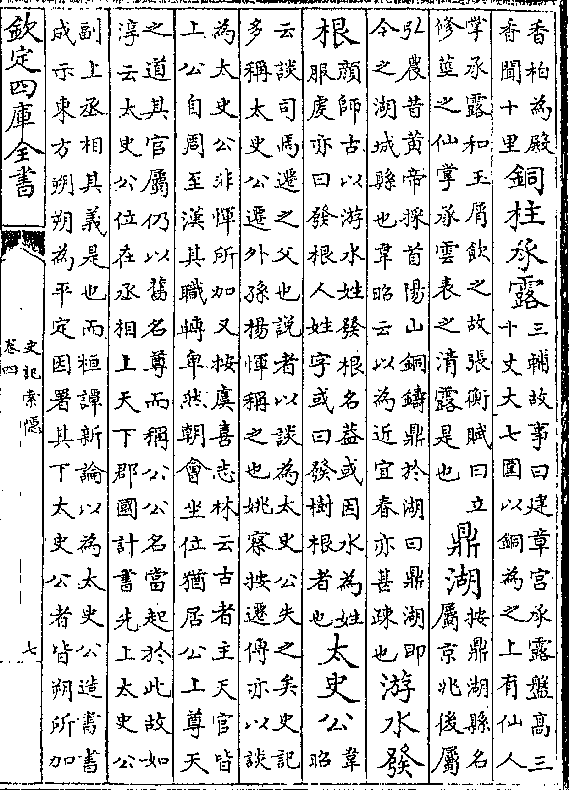 香柏為殿
香聞十里
銅柱承露
三輔故事曰建章宮承露盤高三
十丈大七圍以銅為之上有仙人
掌承露和玉屑飲之故張衡賦曰立
修莖之仙掌承雲表之清露是也
鼎湖
按鼎湖縣名
屬京兆後屬
弘農昔黄帝採首陽山銅鑄鼎於湖曰鼎湖即
今之湖城縣也韋昭云以為近宜春亦甚疎也
游水發
根
顔師古以游水姓發根名益或因水為姓
服虔亦曰發根人姓字或曰發樹根者也
太史公
韋
昭
云談司馬遷之父也説者以談為太史公失之矣史記
多稱太史公遷外孫楊惲稱之也姚察按遷傳亦以談
為太史公非惲所加又按虞喜志林云古者主天官皆
上公自周至漢其職轉卑然朝會坐位猶居公上尊天
之道其官屬仍以舊名尊而稱公公名當起於此故如
淳云太史公位在丞相上天下郡國計書先上太史公
副上丞相其義是也而桓譚新論以為太史公造書書
成示東方朔朔為平定因署其下太史公者皆朔所加
欽定四庫全書
史記索隱
卷四
七